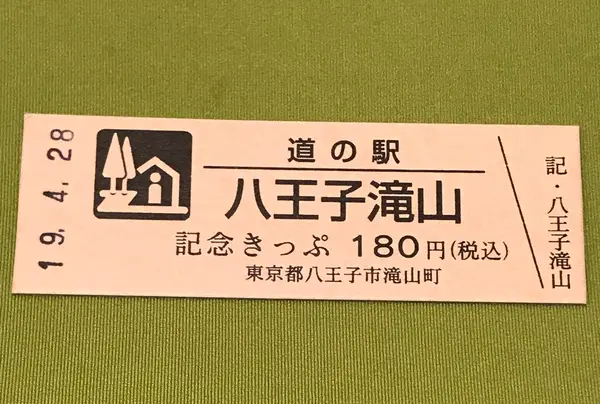 19.4.28
道の駅
八王子滝山
記念きっぷ 180円(税込)
東京都八王子市滝山町
記・八王子滝山